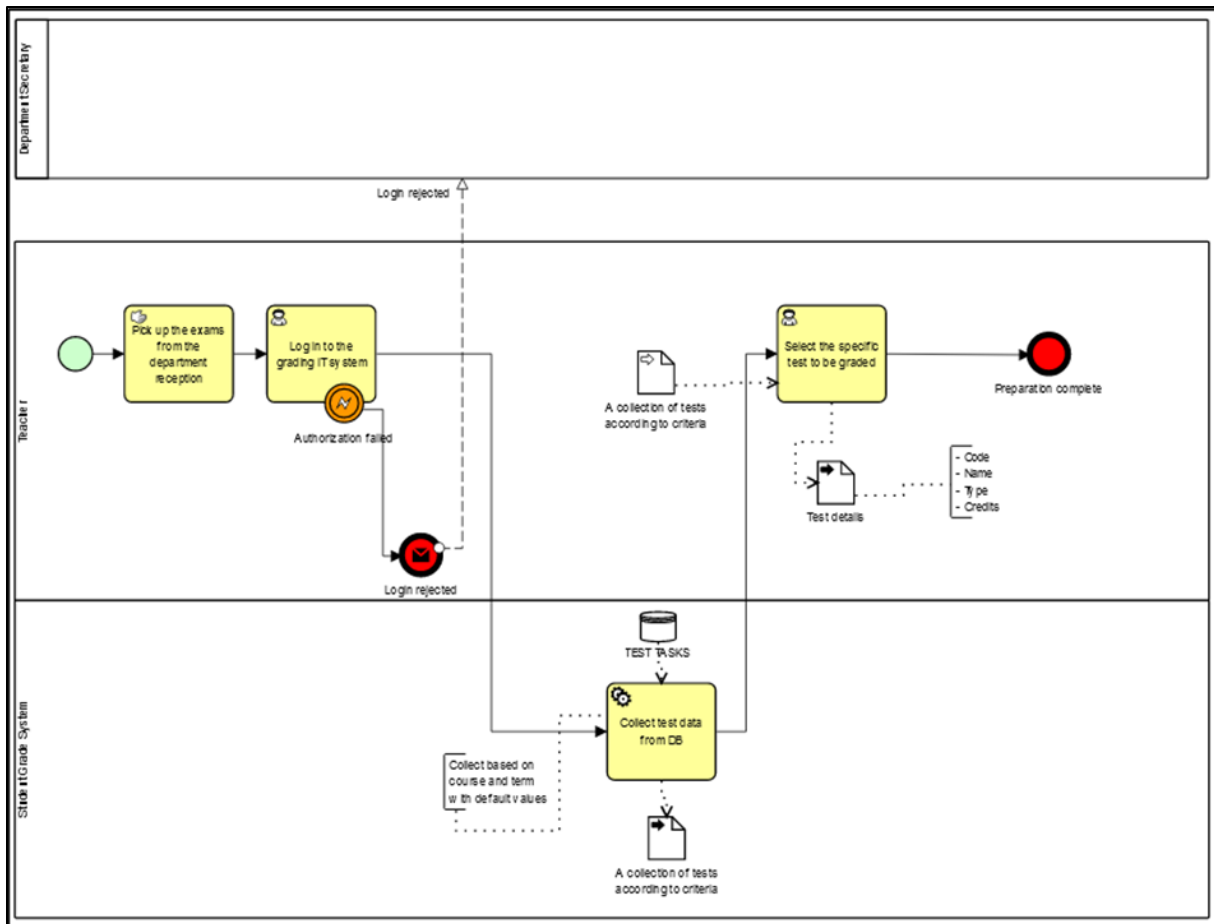 Department Secretary
Login rejected
Teacher
Pick up the exams
from the
department
reception
Log in to the
grading IT system
Authorization failed
Login rejected
A collection of tests
according to criteria
Select the specific
test to be graded
Preparation complete
Test details
- Code
- Name
- Type
- Credits
Student Grade System
TEST TASKS
Collect test data
from DB
Collect based on
course and term
with default values
A collection of tests
according to criteria